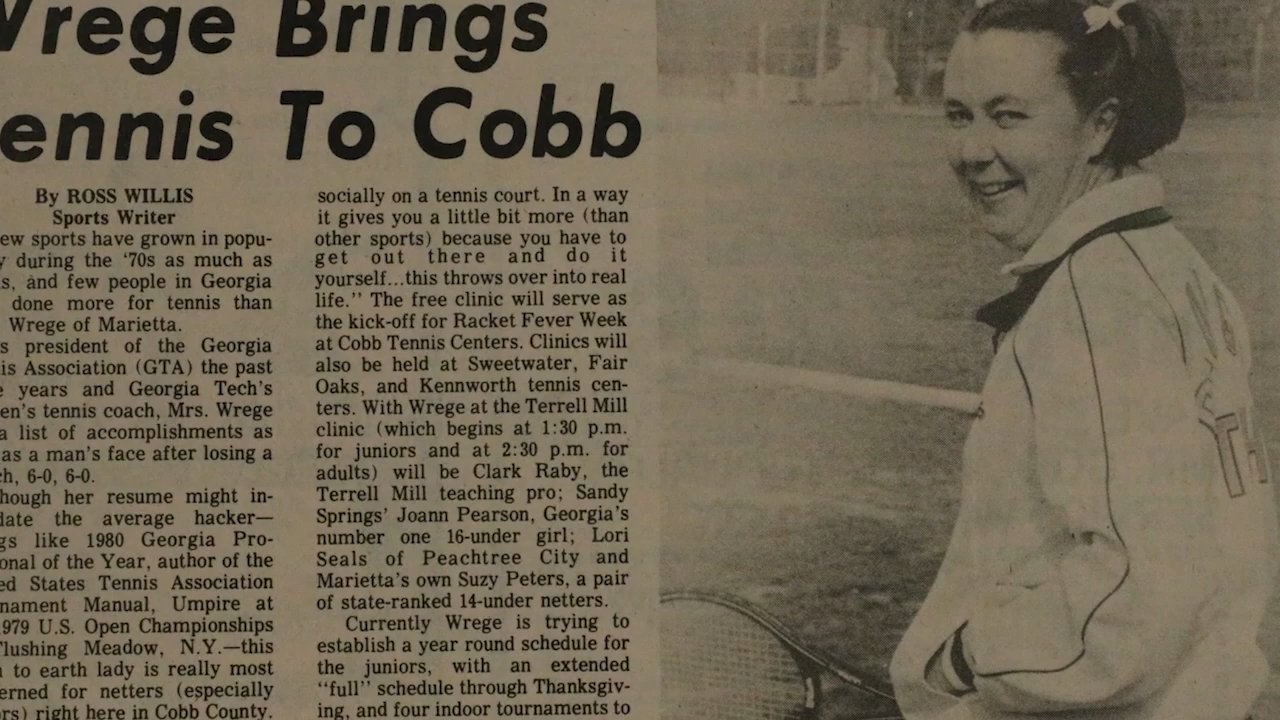 Wrege Brings
ennis To Cobb
By ROSS WILLIS
Sports Writer
ew sports have grown in popu-
y during the '70s as much as
s, and few people in Georgia
done more for tennis than
Wrege of Marietta.
s president of the Georgia
is Association (GTA) the past
e years and Georgia Tech's
en's tennis coach, Mrs. Wrege
a list of accomplishments as
as a man's face after losing a
ch, 6-0, 6-0.
hough her resume might in-
date the average hacker—
gs like 1980 Georgia Pro-
onal of the Year, author of the
ed States Tennis Association
nament Manual, Umpire at
979 U.S. Open Championships
Flushing Meadow, N.Y.—this
n to earth lady is really most
erned for netters (especially
ors) right here in Cobb County.
socially on a tennis court. In a way
it gives you a little bit more (than
other sports) because you have to
get out there and do it
yourself...this throws over into real
life." The free clinic will serve as
the kick-off for Racket Fever Week
at Cobb Tennis Centers. Clinics will
also be held at Sweetwater, Fair
Oaks, and Kennworth tennis cen-
ters. With Wrege at the Terrell Mill
clinic (which begins at 1:30 p.m.
for juniors and at 2:30 p.m. for
adults) will be Clark Raby, the
Terrell Mill teaching pro; Sandy
Springs' Joann Pearson, Georgia's
number one 16-under girl; Lori
Seals of Peachtree City and
Marietta's own Suzy Peters, a pair
of state-ranked 14-under netters.
Currently Wrege is trying to
establish a year round schedule for
the juniors, with an extended
"full" schedule through Thanksgiv-
ing, and four indoor tournaments to